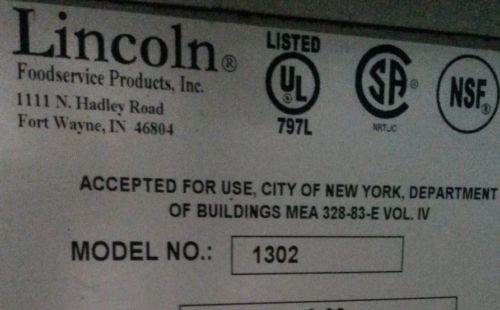 Lincoln®
Foodservice Products, Inc.
1111 N. Hadley Road
Fort Wayne, IN 46804
LISTED
UL®
797L
SA®
NRTL/C
NSF®
ACCEPTED FOR USE, CITY OF NEW YORK, DEPARTMENT
OF BUILDINGS MEA 328-83-E VOL. IV
MODEL NO.: 1302